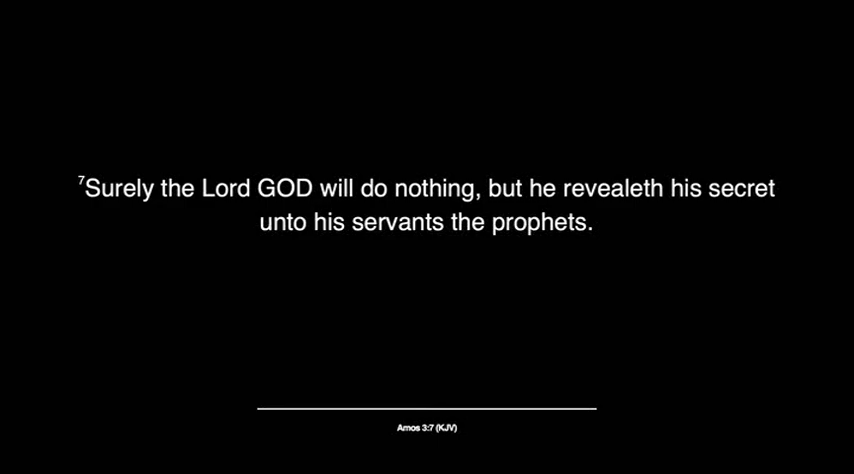 ⁷Surely the Lord GOD will do nothing, but he revealeth his secret
unto his servants the prophets.
Amos 3:7 (KJV)